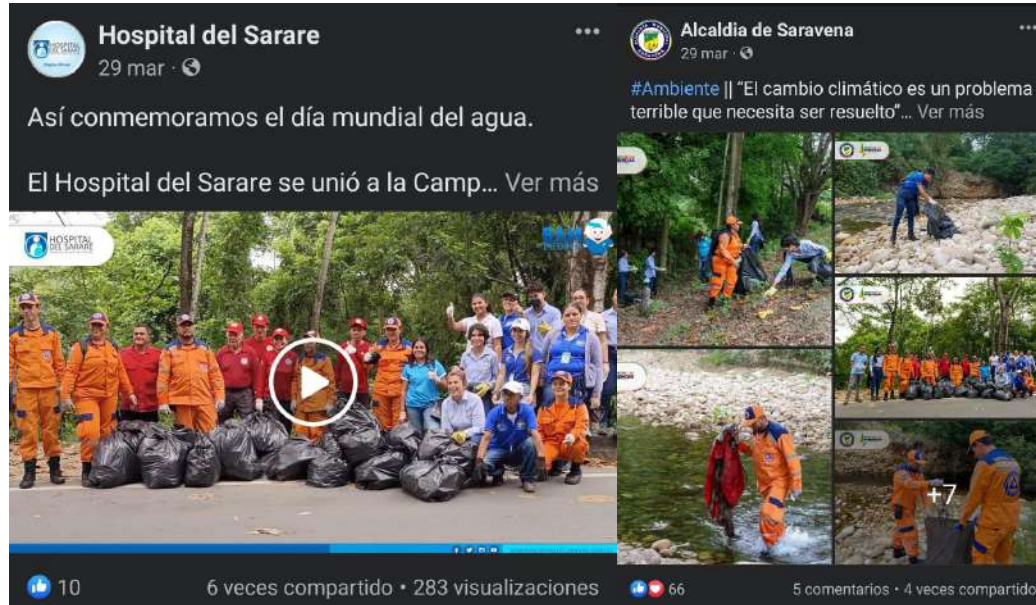 Hospital del Sarare
29 mar
Así conmemoramos el día mundial del agua.
El Hospital del Sarare se unió a la Camp... Ver más
HOSPITAL
DEL SARARE
10
6 veces compartido • 283 visualizaciones
Alcaldia de Saravena
29 mar
#Ambiente || “El cambio climático es un problema
terrible que necesita ser resuelto”... Ver más
+7
66
5 comentarios • 4 veces compartido